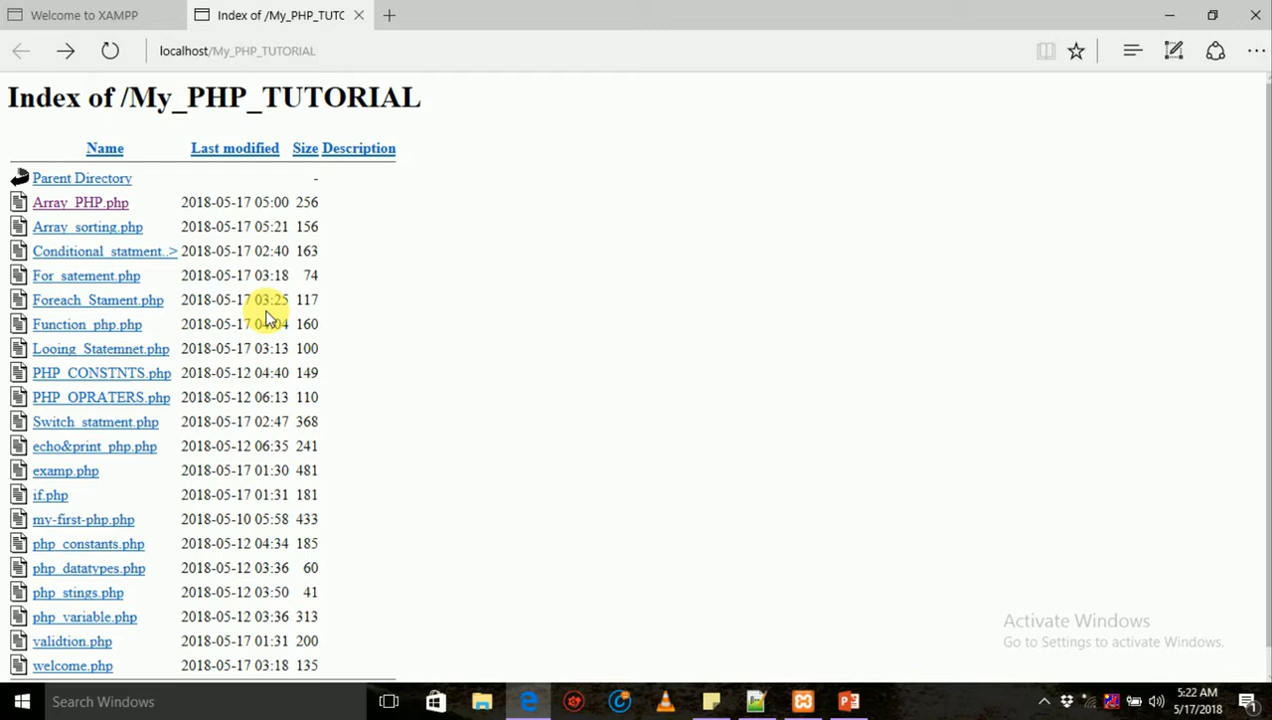 Welcome to XAMPP
Index of /My_PHP_TUTC
localhost/My_PHP_TUTORIAL
Index of /My_PHP_TUTORIAL
Name Last modified Size Description
Parent Directory -
Array_PHP.php 2018-05-17 05:00 256
Array_sorting.php 2018-05-17 05:21 156
Conditional_statment..> 2018-05-17 02:40 163
For_satement.php 2018-05-17 03:18 74
Foreach_Stament.php 2018-05-17 03:25 117
Function_php.php 2018-05-17 04:04 160
Looing_Statemnet.php 2018-05-17 03:13 100
PHP_CONSTNTS.php 2018-05-12 04:40 149
PHP_OPRATERS.php 2018-05-12 06:13 110
Switch_statment.php 2018-05-17 02:47 368
echo&print_php.php 2018-05-12 06:35 241
examp.php 2018-05-17 01:30 481
if.php 2018-05-17 01:31 181
my-first-php.php 2018-05-10 05:58 433
php_constants.php 2018-05-12 04:34 185
php_datatypes.php 2018-05-12 03:36 60
php_stings.php 2018-05-12 03:50 41
php_variable.php 2018-05-12 03:36 313
validtion.php 2018-05-17 01:31 200
welcome.php 2018-05-17 03:18 135
Activate Windows
Go to Settings to activate Windows.
Search Windows
5:22 AM
5/17/2018
1